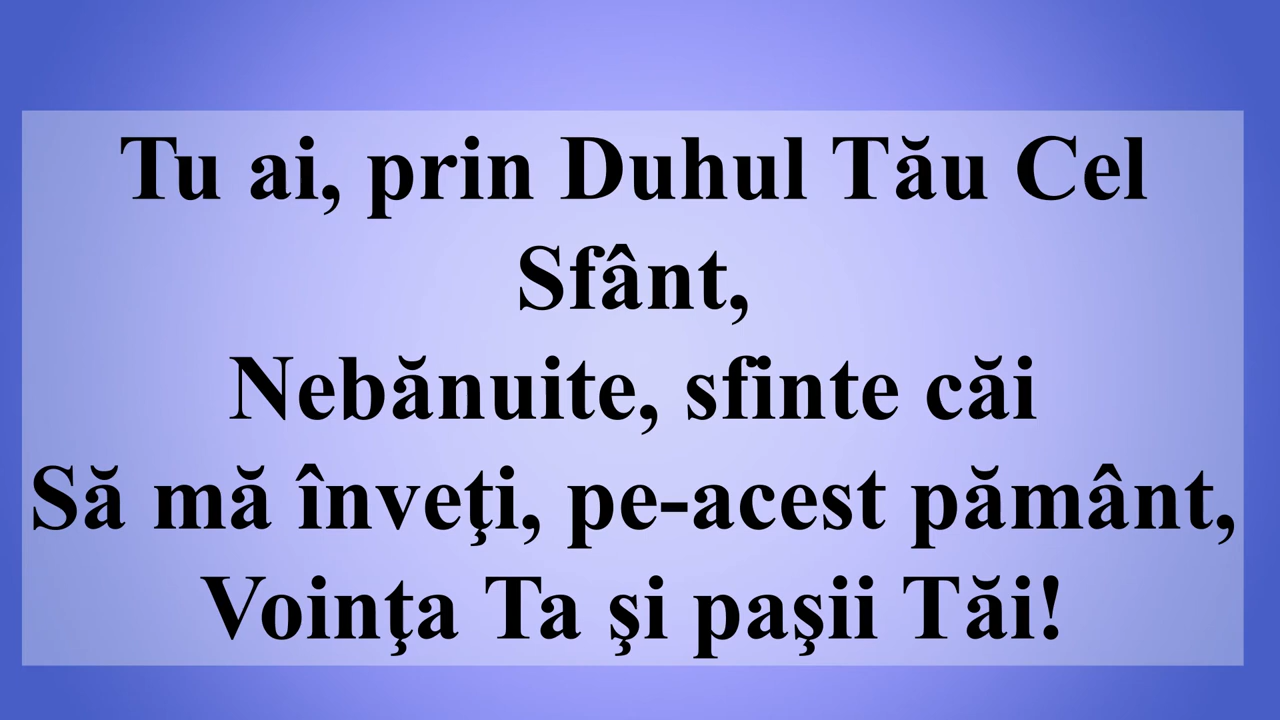 Tu ai, prin Duhul Tău Cel
Sfânt,
Nebănuite, sfinte căi
Să mă înveţi, pe-acest pământ,
Voinţa Ta şi paşii Tăi!